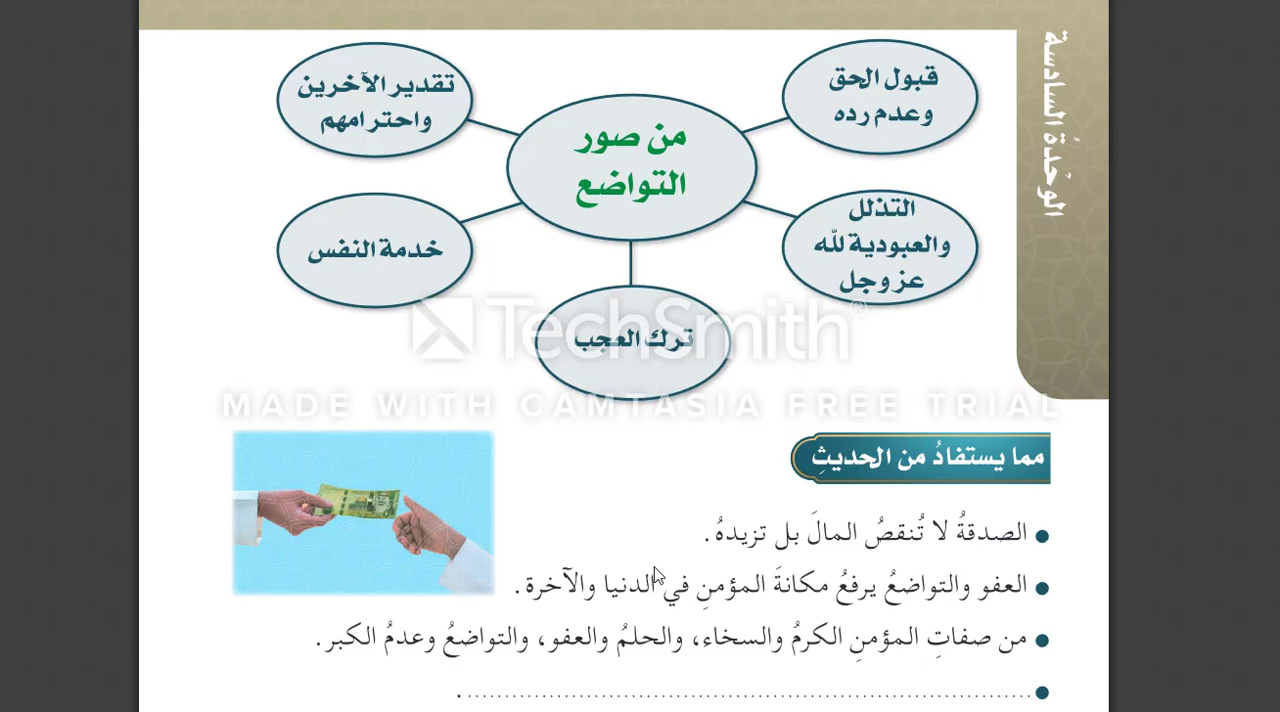 الوحدة السادسة
قبول الحق
وعدم رده
من صور
التواضع
تقدير الآخرين
واحترامهم
التذلل
والعبودية لله
عز وجل
خدمة النفس
ترك العجب
TechSmith®
MADE WITH CAMTASIA FREE TRIAL
مما يستفادُ من الحديثِ
● الصدقةُ لا تُنقصُ المالَ بل تزيدهُ.
● العفو والتواضعُ يرفعُ مكانةَ المؤمنِ في الدنيا والآخرة.
● من صفاتِ المؤمنِ الكرمُ والسخاء، والحلمُ والعفو، والتواضعُ وعدمُ الكبر.
● ................................................................ .